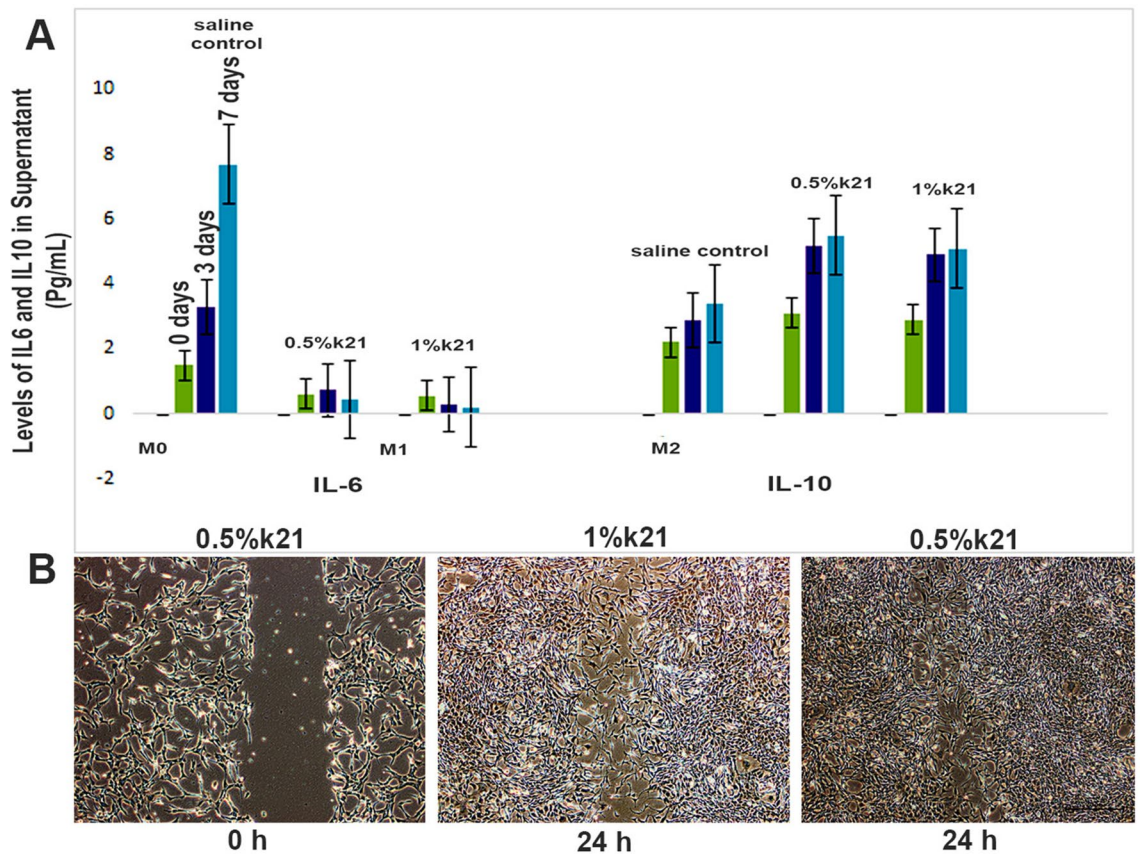 A
saline
control
Levels of IL6 and IL10 in Supernatant
(Pg/mL)
10
8
6
4
2
0
-2
0 days
3 days
7 days
0.5%k21
1%k21
saline control
0.5%k21
1%k21
M0
M1
M2
IL-6
IL-10
0.5%k21
1%k21
0.5%k21
B
0 h
24 h
24 h